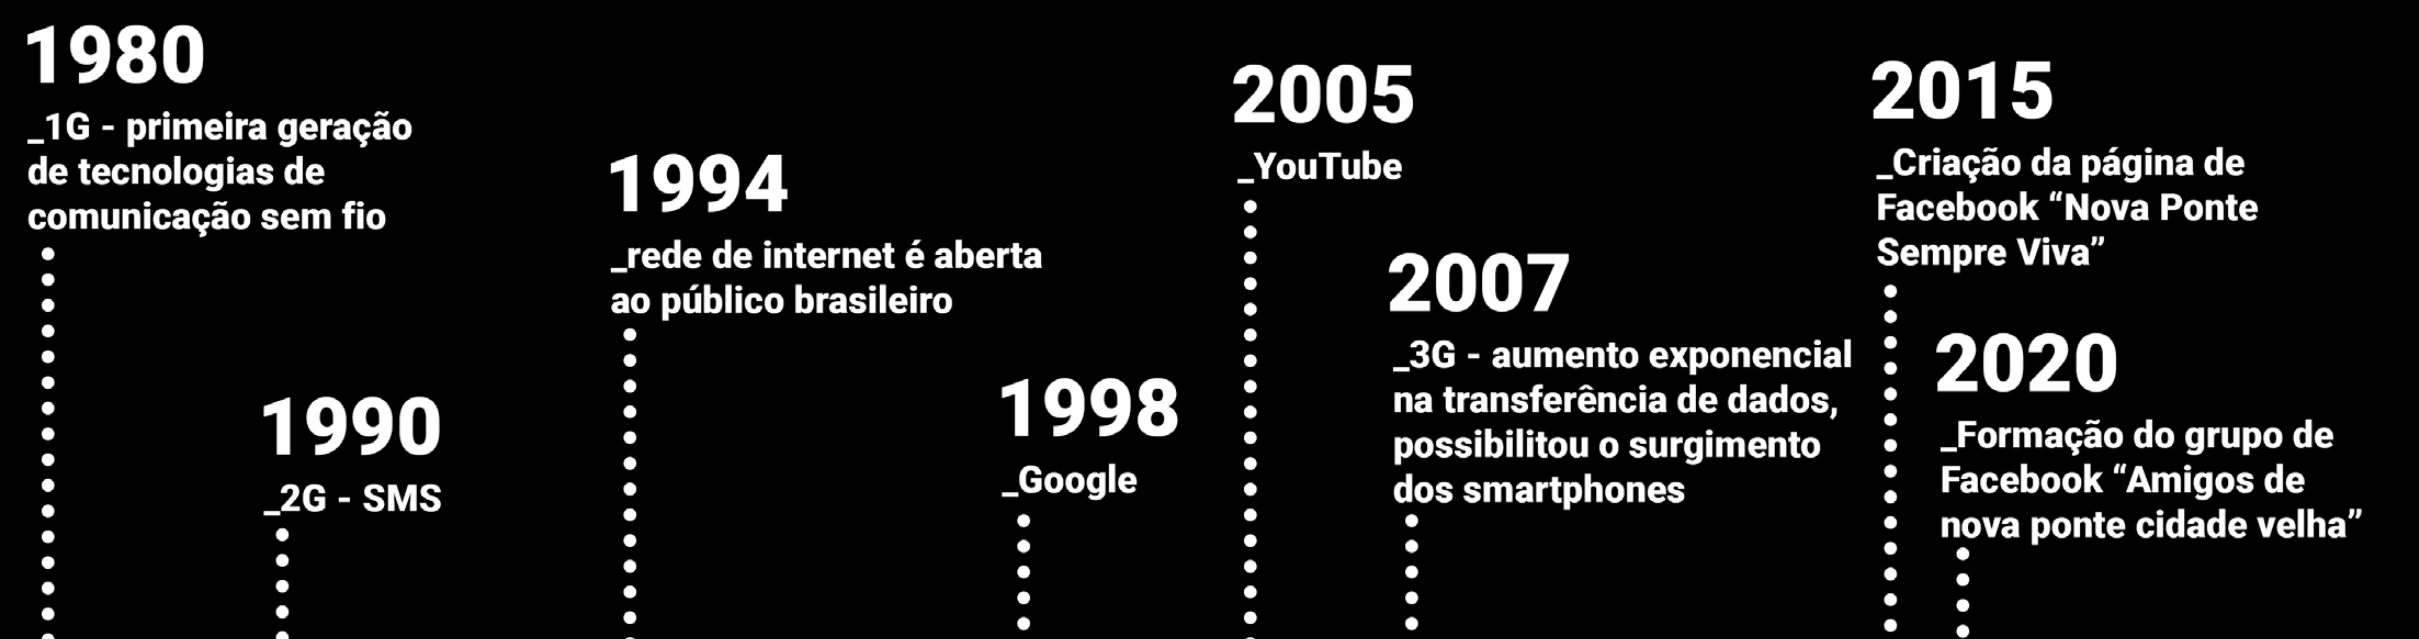 1980
_1G - primeira geração
de tecnologias de
comunicação sem fio
1990
_2G - SMS
1994
_rede de internet é aberta
ao público brasileiro
1998
_Google
2005
_YouTube
2007
_3G - aumento exponencial
na transferência de dados,
possibilitou o surgimento
dos smartphones
2015
_Criação da página de
Facebook “Nova Ponte
Sempre Viva”
2020
_Formação do grupo de
Facebook “Amigos de
nova ponte cidade velha”